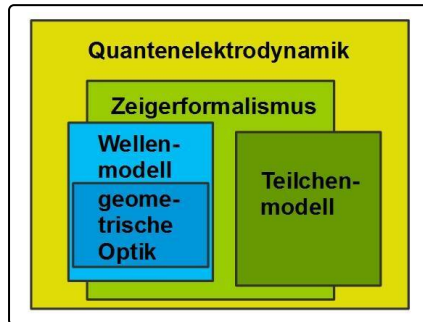 Quantenelektrodynamik
Zeigerformalismus
Wellen-
modell
geome-
trische
Optik
Teilchen-
modell